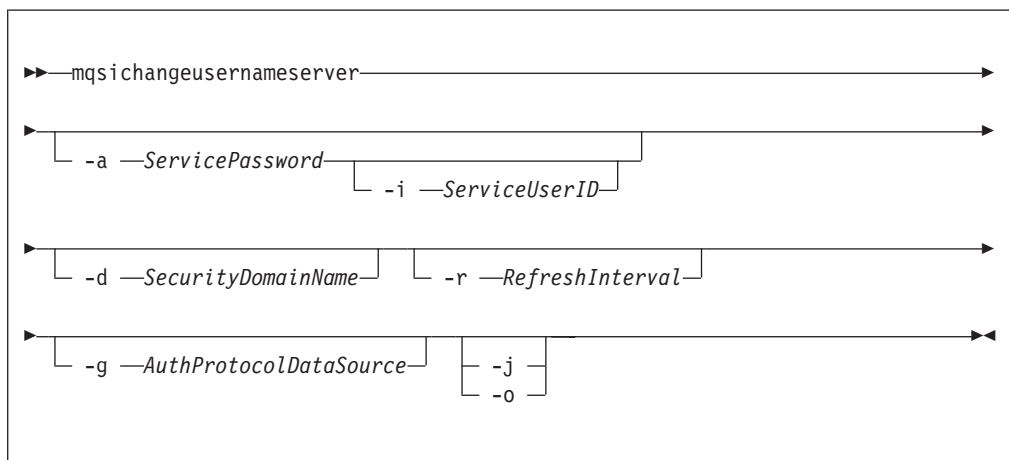 mqsichangeusernameserver
-a ServicePassword
-i ServiceUserID
-d SecurityDomainName -r RefreshInterval
-g AuthProtocolDataSource -j
-o